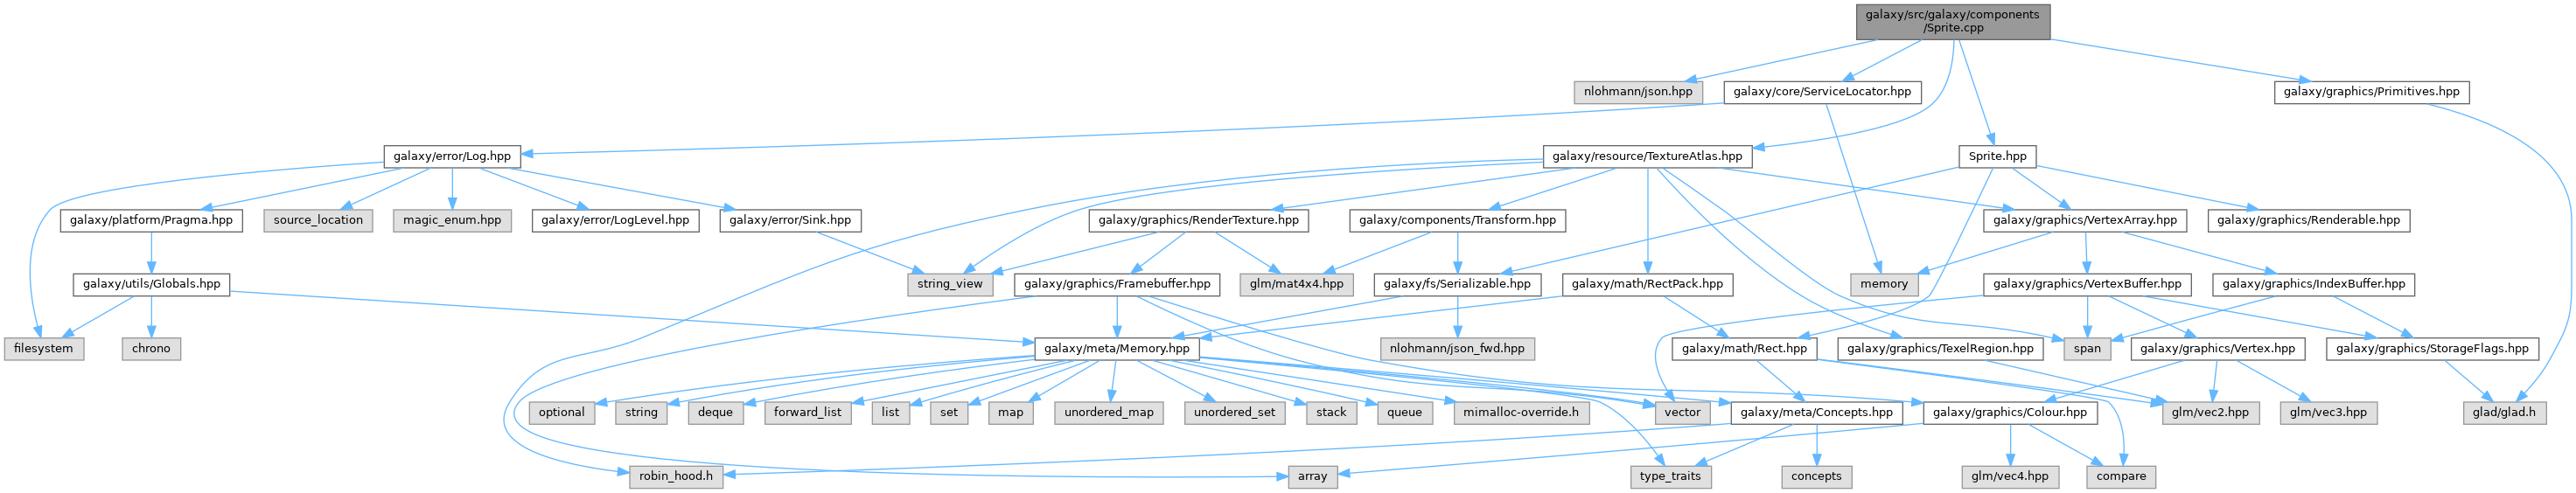 galaxy/src/galaxy/components
/Sprite.cpp
nlohmann/json.hpp
galaxy/core/ServiceLocator.hpp
galaxy/graphics/Primitives.hpp
galaxy/error/Log.hpp
galaxy/resource/TextureAtlas.hpp
Sprite.hpp
galaxy/platform/Pragma.hpp
source_location
magic_enum.hpp
galaxy/error/LogLevel.hpp
galaxy/error/Sink.hpp
galaxy/graphics/RenderTexture.hpp
galaxy/components/Transform.hpp
galaxy/graphics/VertexArray.hpp
galaxy/graphics/Renderable.hpp
galaxy/utils/Globals.hpp
string_view
galaxy/graphics/Framebuffer.hpp
glm/mat4x4.hpp
galaxy/fs/Serializable.hpp
galaxy/math/RectPack.hpp
memory
galaxy/graphics/VertexBuffer.hpp
galaxy/graphics/IndexBuffer.hpp
filesystem
chrono
galaxy/meta/Memory.hpp
nlohmann/json_fwd.hpp
galaxy/math/Rect.hpp
galaxy/graphics/TexelRegion.hpp
span
galaxy/graphics/Vertex.hpp
galaxy/graphics/StorageFlags.hpp
optional
string
deque
forward_list
list
set
map
unordered_map
unordered_set
stack
queue
mimalloc-override.h
vector
galaxy/meta/Concepts.hpp
galaxy/graphics/Colour.hpp
glm/vec2.hpp
glm/vec3.hpp
glad/glad.h
robin_hood.h
array
type_traits
concepts
glm/vec4.hpp
compare